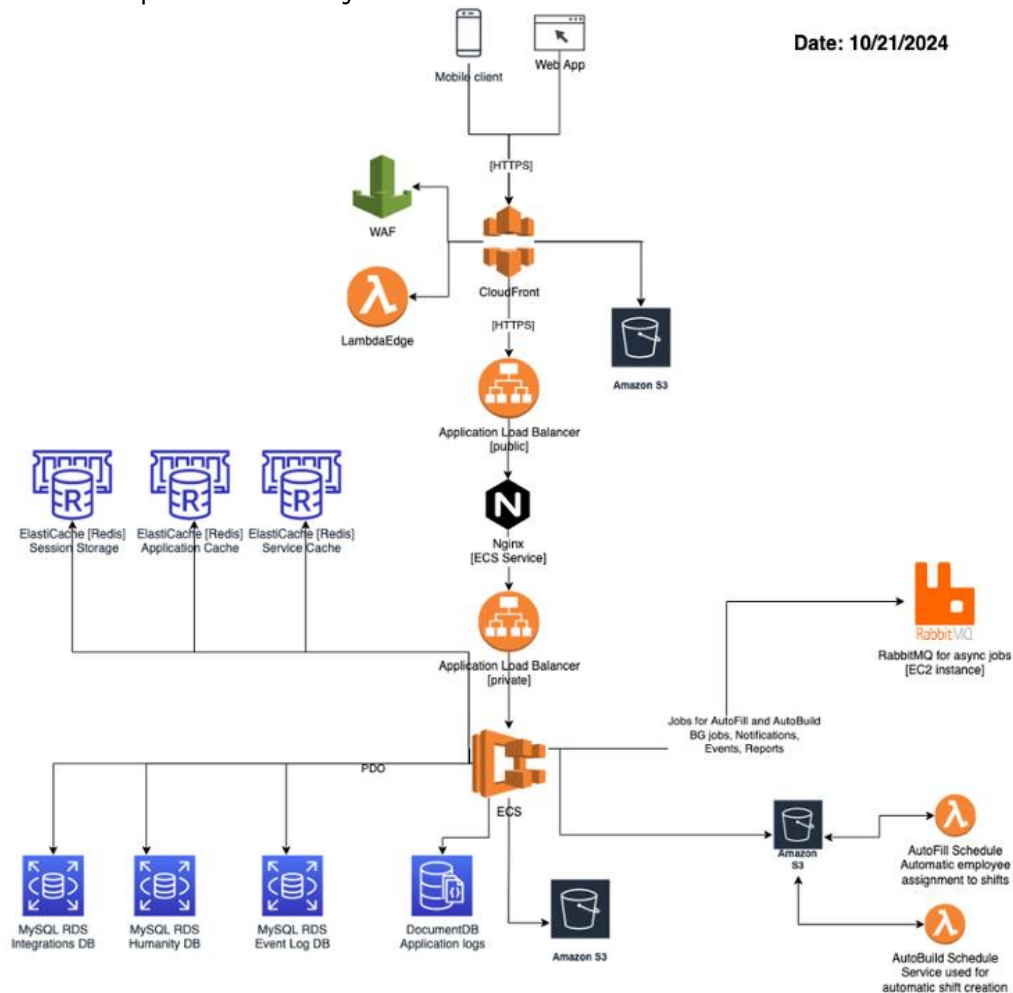 Date: 10/21/2024
Mobile client
Web App
[HTTPS]
WAF
CloudFront
LambdaEdge
[HTTPS]
Amazon S3
Application Load Balancer
[public]
ElastiCache [Redis]
Session Storage
ElastiCache [Redis]
Application Cache
ElastiCache [Redis]
Service Cache
Nginx
[ECS Service]
RabbitMQ
RabbitMQ for async jobs
[EC2 instance]
Application Load Balancer
[private]
Jobs for AutoFill and AutoBuild
BG jobs, Notifications,
Events, Reports
PDO
ECS
Amazon
S3
AutoFill Schedule
Automatic employee
assignment to shifts
MySQL RDS
Integrations DB
MySQL RDS
Humanity DB
MySQL RDS
Event Log DB
DocumentDB
Application logs
Amazon S3
AutoBuild Schedule
Service used for
automatic shift creation